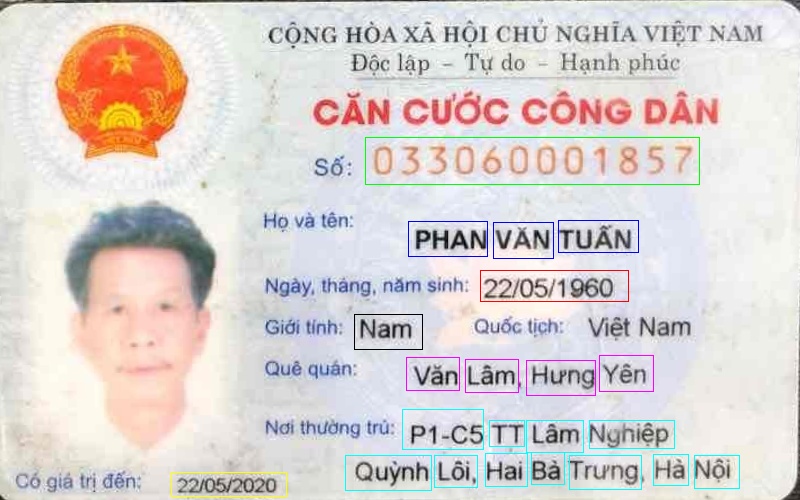 CỘNG HÒA XÃ HỘI CHỦ NGHĨA VIỆT NAM
Độc lập - Tự do - Hạnh phúc
CĂN CƯỚC CÔNG DÂN
Số: 033060001857
Họ và tên: PHAN VĂN TUẤN
Ngày, tháng, năm sinh: 22/05/1960
Giới tính: Nam Quốc tịch: Việt Nam
Quê quán: Văn Lâm, Hưng Yên
Nơi thường trú: P1-C5 TT Lâm Nghiệp
Quỳnh Lôi, Hai Bà Trưng, Hà Nội
Có giá trị đến: 22/05/2020